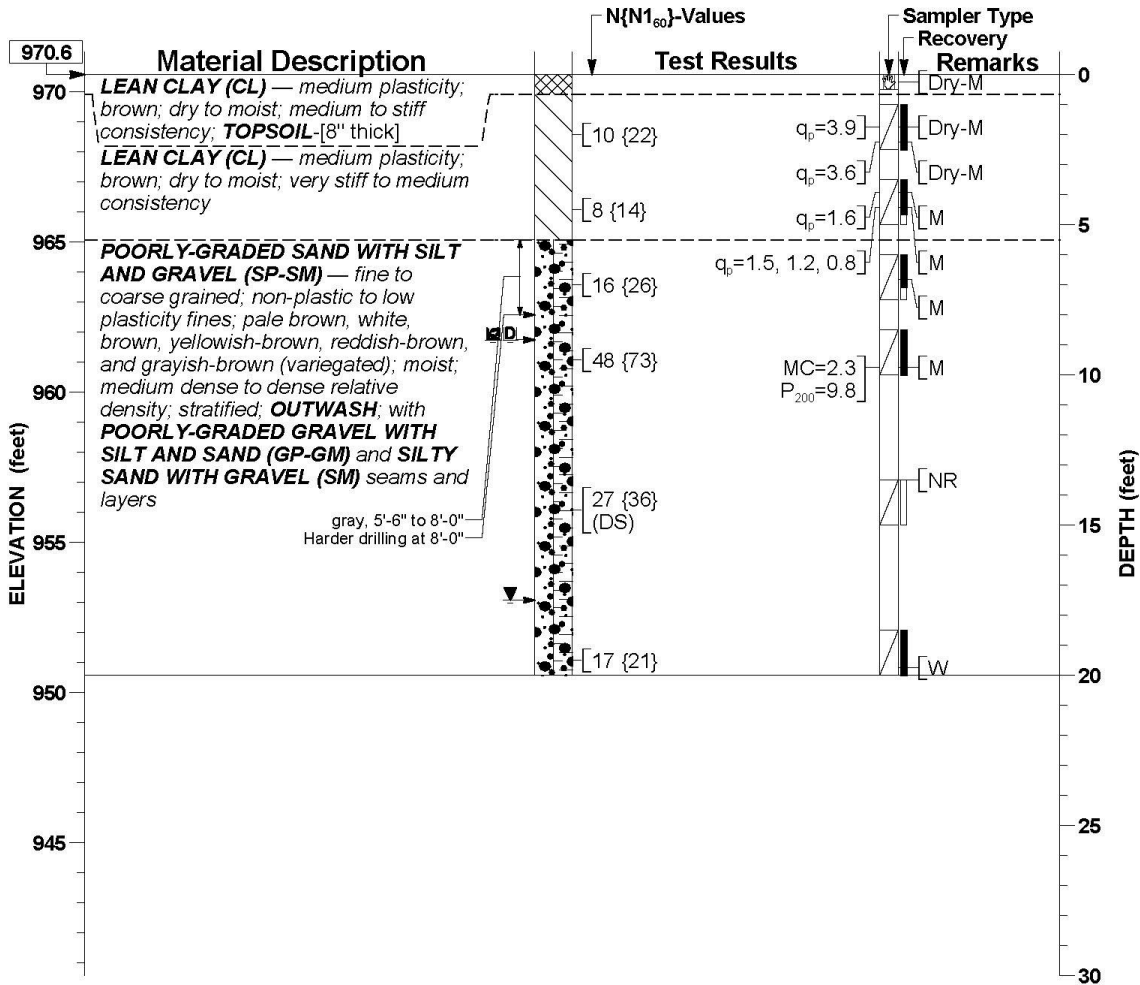 N{N1₆₀}-Values
Sampler Type
Recovery
970.6
Material Description
Test Results
Remarks
0
970
LEAN CLAY (CL) — medium plasticity;
brown; dry to moist; medium to stiff
consistency; TOPSOIL-[8" thick]
Dry-M
10 {22}
qₚ=3.9
Dry-M
LEAN CLAY (CL) — medium plasticity;
brown; dry to moist; very stiff to medium
consistency
qₚ=3.6
Dry-M
8 {14}
qₚ=1.6
M
5
965
POORLY-GRADED SAND WITH SILT
AND GRAVEL (SP-SM) — fine to
coarse grained; non-plastic to low
plasticity fines; pale brown, white,
brown, yellowish-brown, reddish-brown,
and grayish-brown (variegated); moist;
medium dense to dense relative
density; stratified; OUTWASH; with
POORLY-GRADED GRAVEL WITH
SILT AND SAND (GP-GM) and SILTY
SAND WITH GRAVEL (SM) seams and
layers
qₚ=1.5, 1.2, 0.8
M
16 {26}
M
48 {73}
MC=2.3
P₂₀₀=9.8
M
960
10
27 {36}
(DS)
NR
gray, 5'-6" to 8'-0"
Harder drilling at 8'-0"
15
955
17 {21}
W
20
950
25
945
30
ELEVATION (feet)
DEPTH (feet)